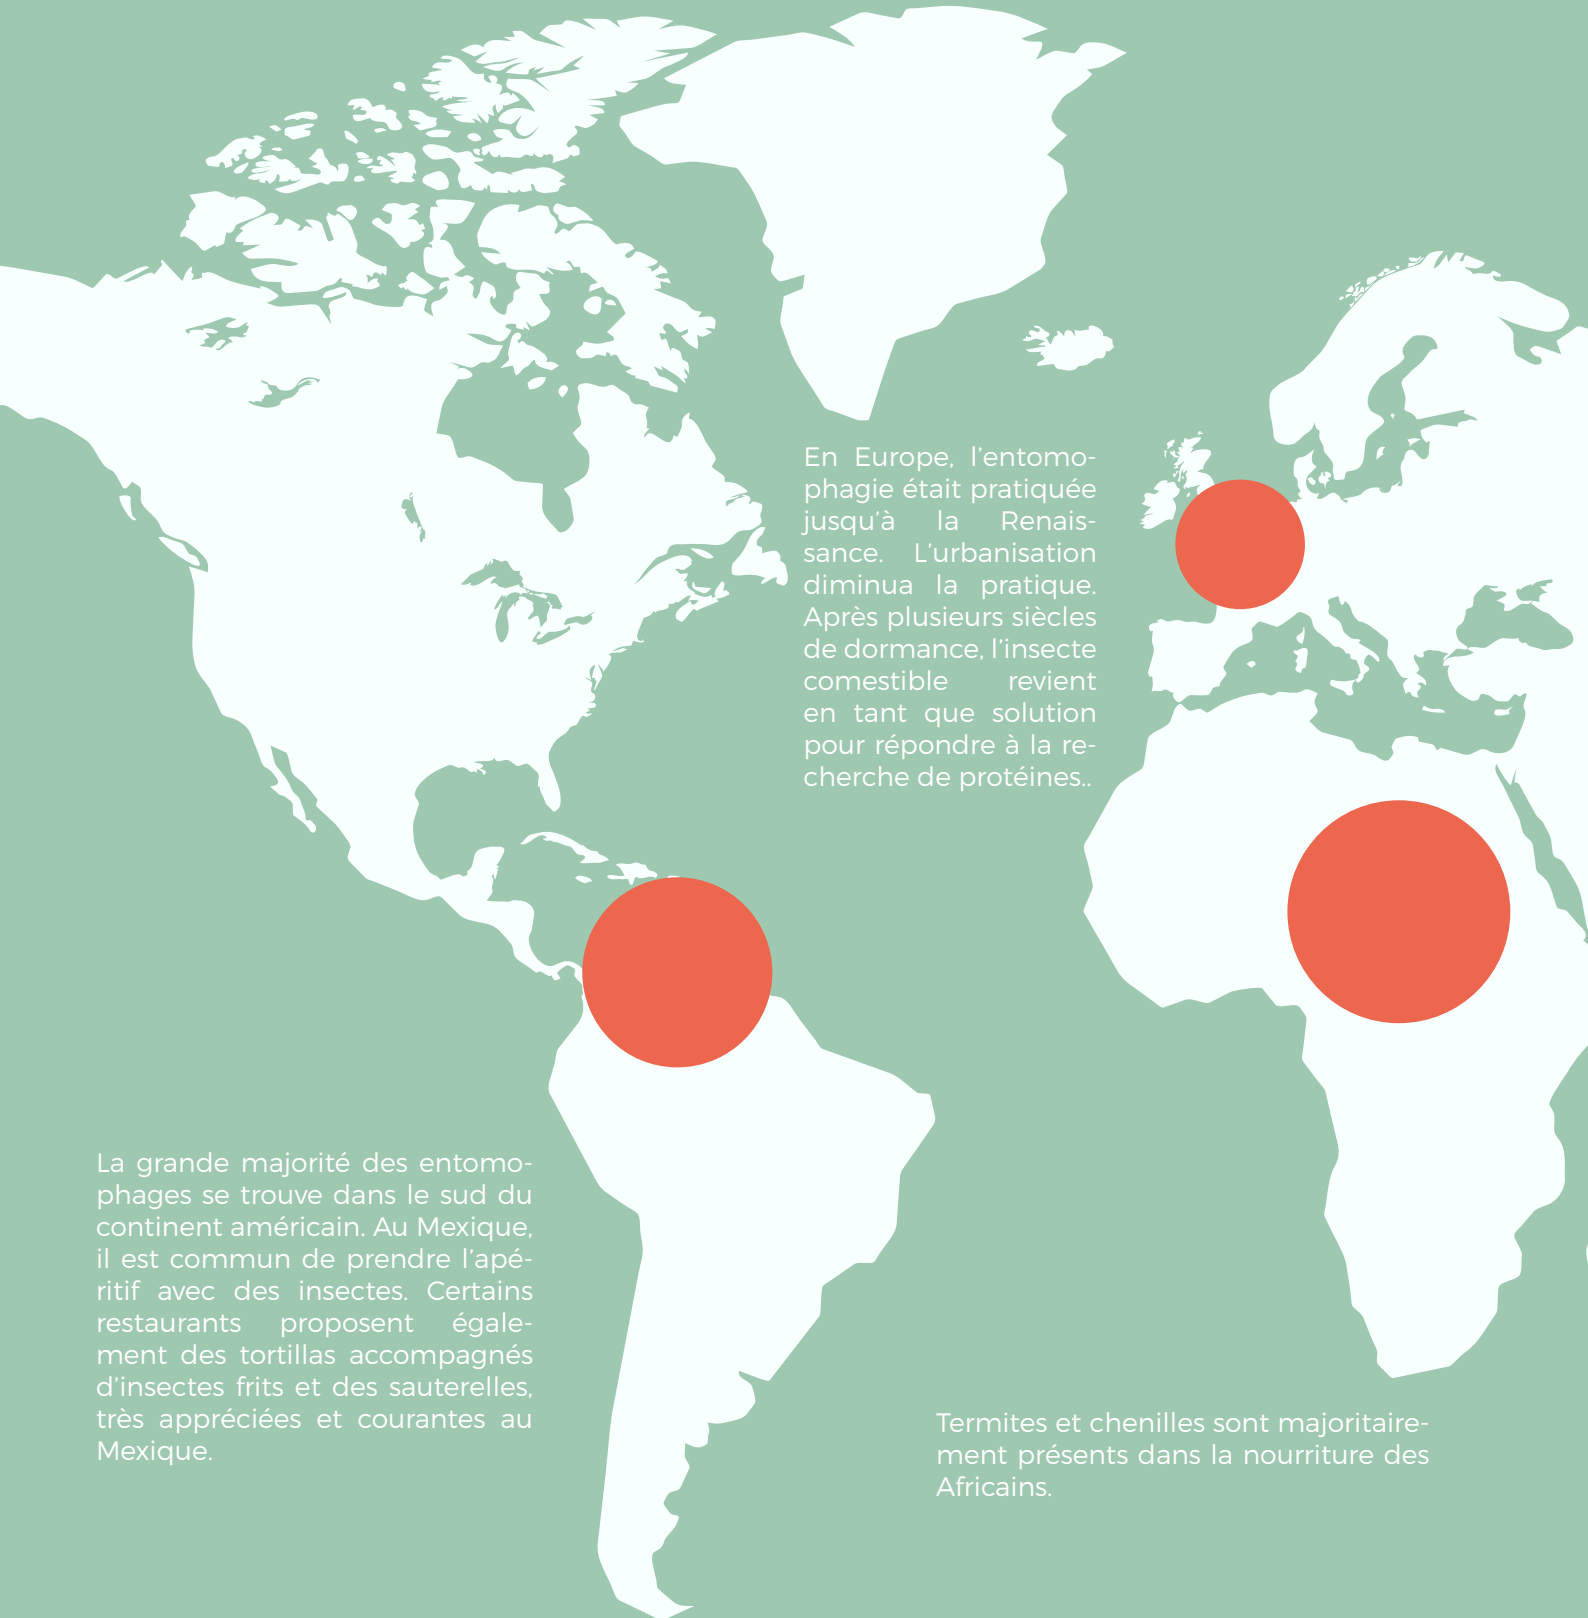 En Europe, l’entomo-
phagie était pratiquée
jusqu’à la Renais-
sance. L’urbanisation
diminua la pratique.
Après plusieurs siècles
de dormance, l’insecte
comestible revient
en tant que solution
pour répondre à la re-
cherche de protéines..
La grande majorité des entomo-
phages se trouve dans le sud du
continent américain. Au Mexique,
il est commun de prendre l’apé-
ritif avec des insectes. Certains
restaurants proposent égale-
ment des tortillas accompagnés
d’insectes frits et des sauterelles,
très appréciées et courantes au
Mexique.
Termites et chenilles sont majoritaire-
ment présents dans la nourriture des
Africains.